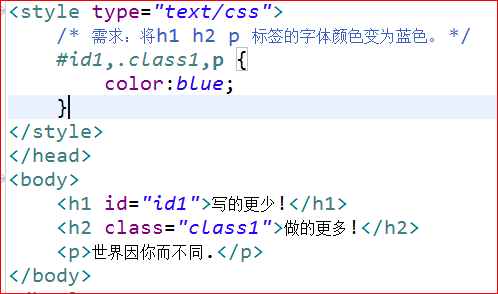 <style type="text/css">
/* 需求：将h1 h2 p 标签的字体颜色变为蓝色。 */
#id1,.class1,p {
color:blue;
}
</style>
</head>
<body>
<h1 id="id1">写的更少!</h1>
<h2 class="class1">做的更多!</h2>
<p>世界因你而不同.</p>
</body>